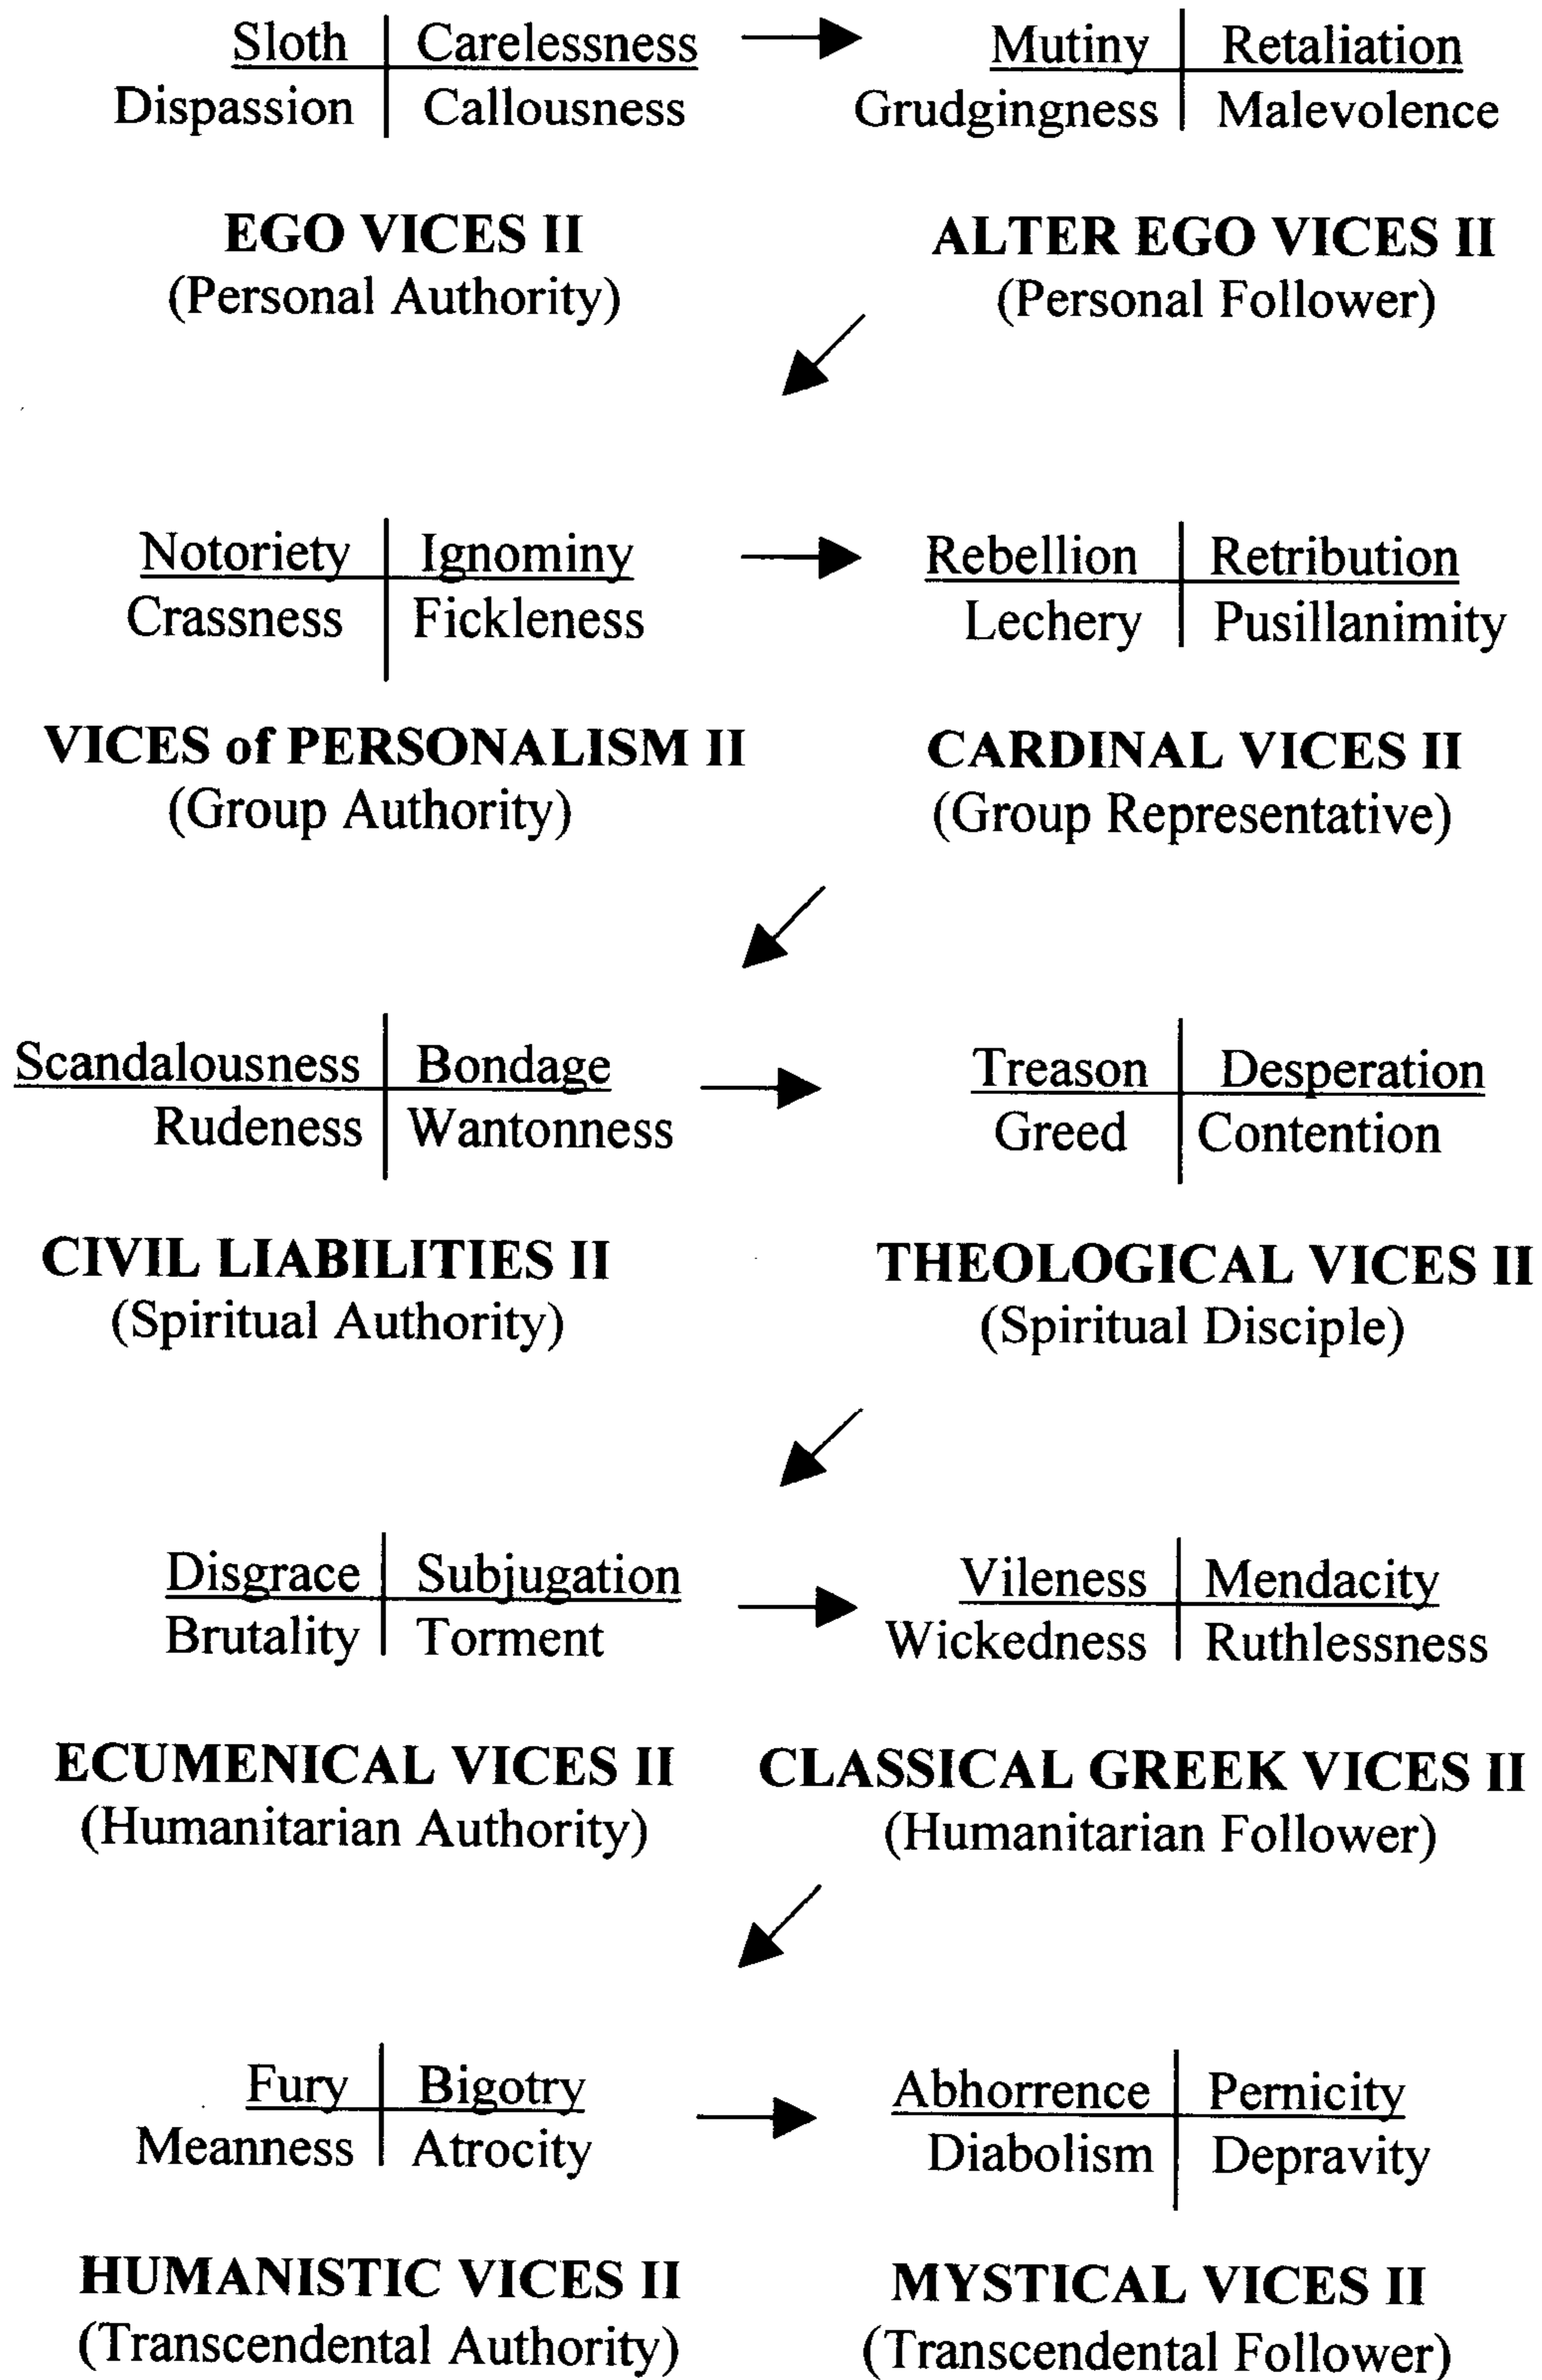 Sloth Carelessness Mutiny Retaliation
Dispassion Callousness Grudgingness Malevolence
EGO VICES II ALTER EGO VICES II
(Personal Authority) (Personal Follower)
Notoriety Ignominy Rebellion Retribution
Crassness Fickleness Lechery Pusillanimity
VICES of PERSONALISM II CARDINAL VICES II
(Group Authority) (Group Representative)
Scandalousness Bondage Treason Desperation
Rudeness Wantonness Greed Contention
CIVIL LIABILITIES II THEOLOGICAL VICES II
(Spiritual Authority) (Spiritual Disciple)
Disgrace Subjugation Vileness Mendacity
Brutality Torment Wickedness Ruthlessness
ECUMENICAL VICES II CLASSICAL GREEK VICES II
(Humanitarian Authority) (Humanitarian Follower)
Fury Bigotry Abhorrence Pernicity
Meanness Atrocity Diabolism Depravity
HUMANISTIC VICES II MYSTICAL VICES II
(Transcendental Authority) (Transcendental Follower)